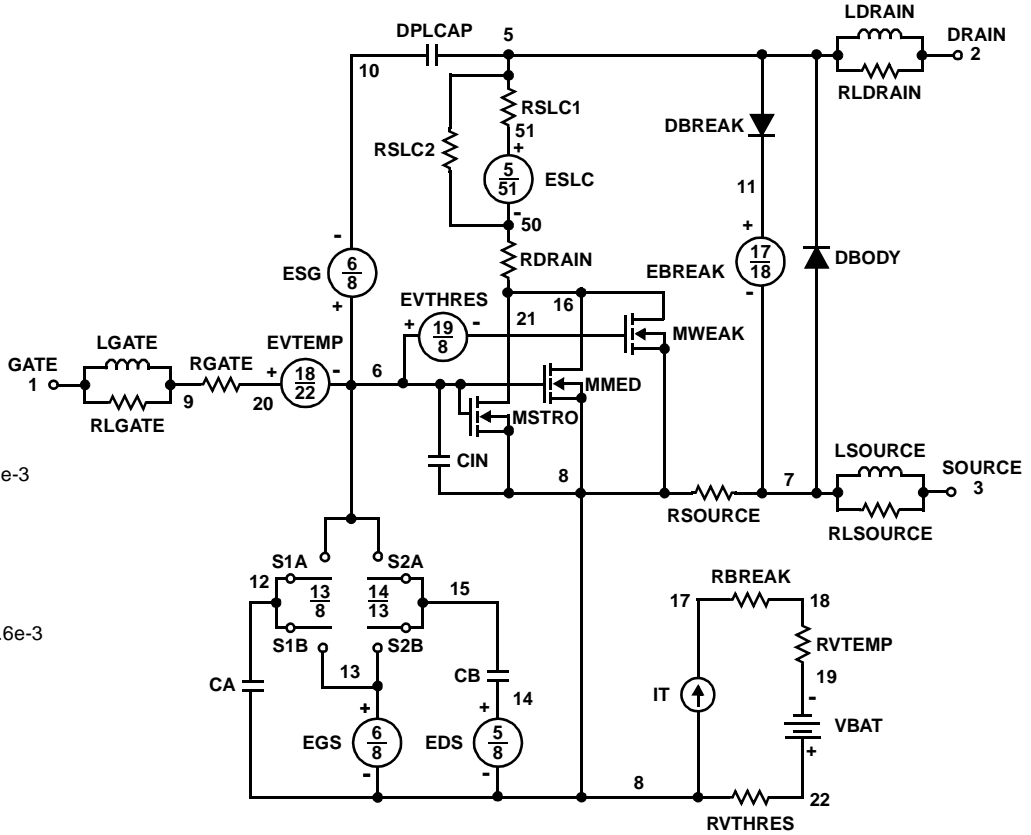 LDRAIN
DPLCAP 5 DRAIN
10 2
RSLC1 RLDRAIN
51 DBREAK
RSLC2 +
5
51
ESLC
11
-
50
- +
RDRAIN
ESG 6
8
EBREAK 17
18
DBODY
+ EVTHRES 16 -
+ 19
8 - 21
MWEAK
LGATE EVTEMP
GATE RGATE
1 + 18
22 - 6 MMED
9 20
RLGATE MSTRO
e-3 CIN LSOURCE
8 7 SOURCE
3
RSOURCE RLSOURCE
S1A S2A
12 13
8 14
13 15
RBREAK
17 18
S1B S2B
RVTEMP
13 CB
.6e-3
CA 14 IT 19
-
+ +
VBAT
EGS 6
8 EDS 5
8
- - +
8 22
RVTHRES